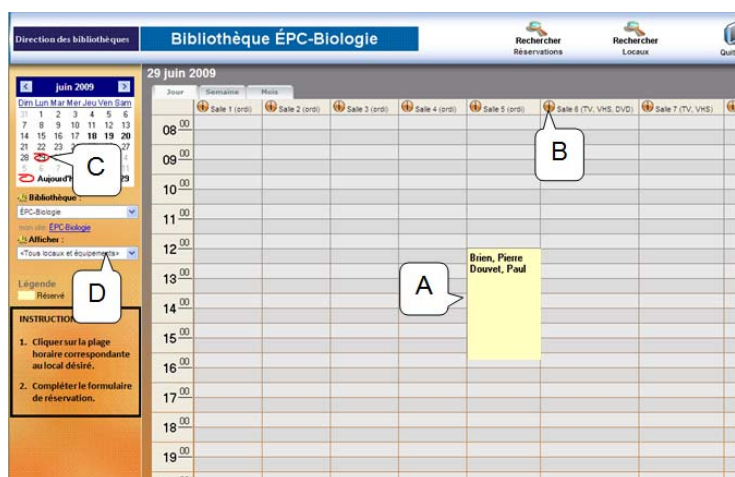 Direction des bibliothèques
Bibliothèque ÉPC-Biologie
Rechercher
Réservations
Rechercher
Locaux
29 juin 2009
Jour Semaine Mois
juin 2009
Dim Lun Mar Mer Jeu Ven Sam
31 1 2 3 4 5 6
7 8 9 10 11 12 13
14 15 16 17 18 19 20
21 22 23 27
28 29
5 6
Aujourd'h 29
C
Bibliothèque :
ÉPC-Biologie
ÉPC-Biologie
Afficher :
<Tous locaux et équipements>
D
Légende
Réservé
INSTRUCTION
1. Cliquer sur la plage
horaire correspondante
au local désiré.
2. Compléter le formulaire
de réservation.
Salle 1 (ordi) Salle 2 (ordi) Salle 3 (ordi) Salle 4 (ordi) Salle 5 (ordi) Salle 6 (TV, VHS, DVD) Salle 7 (TV, VHS)
B
08 00
09 00
10 00
11 00
12 00
13 00
14 00
15 00
16 00
17 00
18 00
19 00
Brien, Pierre
Douvet, Paul
A